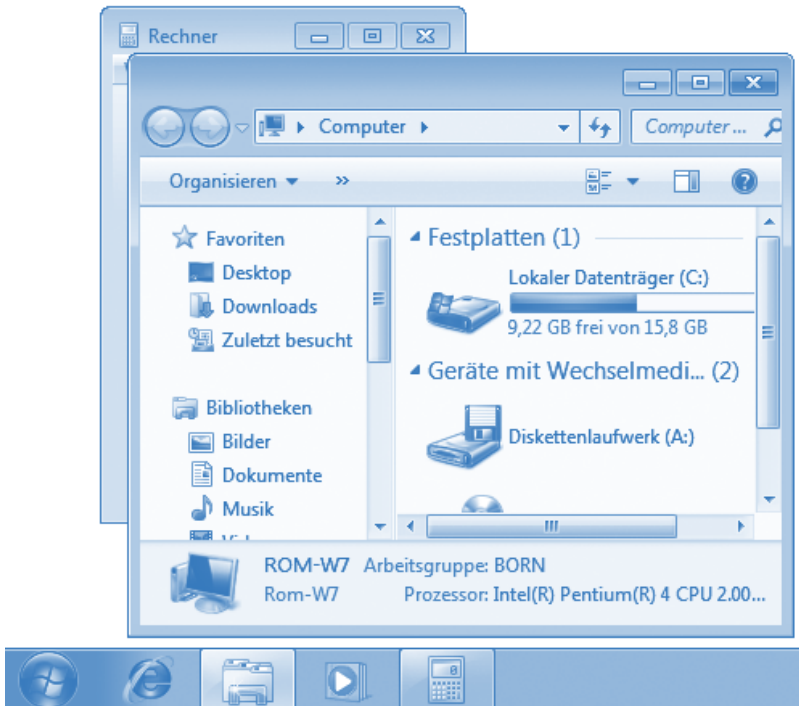 Rechner
Computer
Computer ...
Organisieren »
Favoriten
Desktop
Downloads
Zuletzt besucht
Bibliotheken
Bilder
Dokumente
Musik
Festplatten (1)
Lokaler Datenträger (C:)
9,22 GB frei von 15,8 GB
Geräte mit Wechselmedi... (2)
Diskettenlaufwerk (A:)
ROM-W7 Arbeitsgruppe: BORN
Rom-W7 Prozessor: Intel(R) Pentium(R) 4 CPU 2.00...